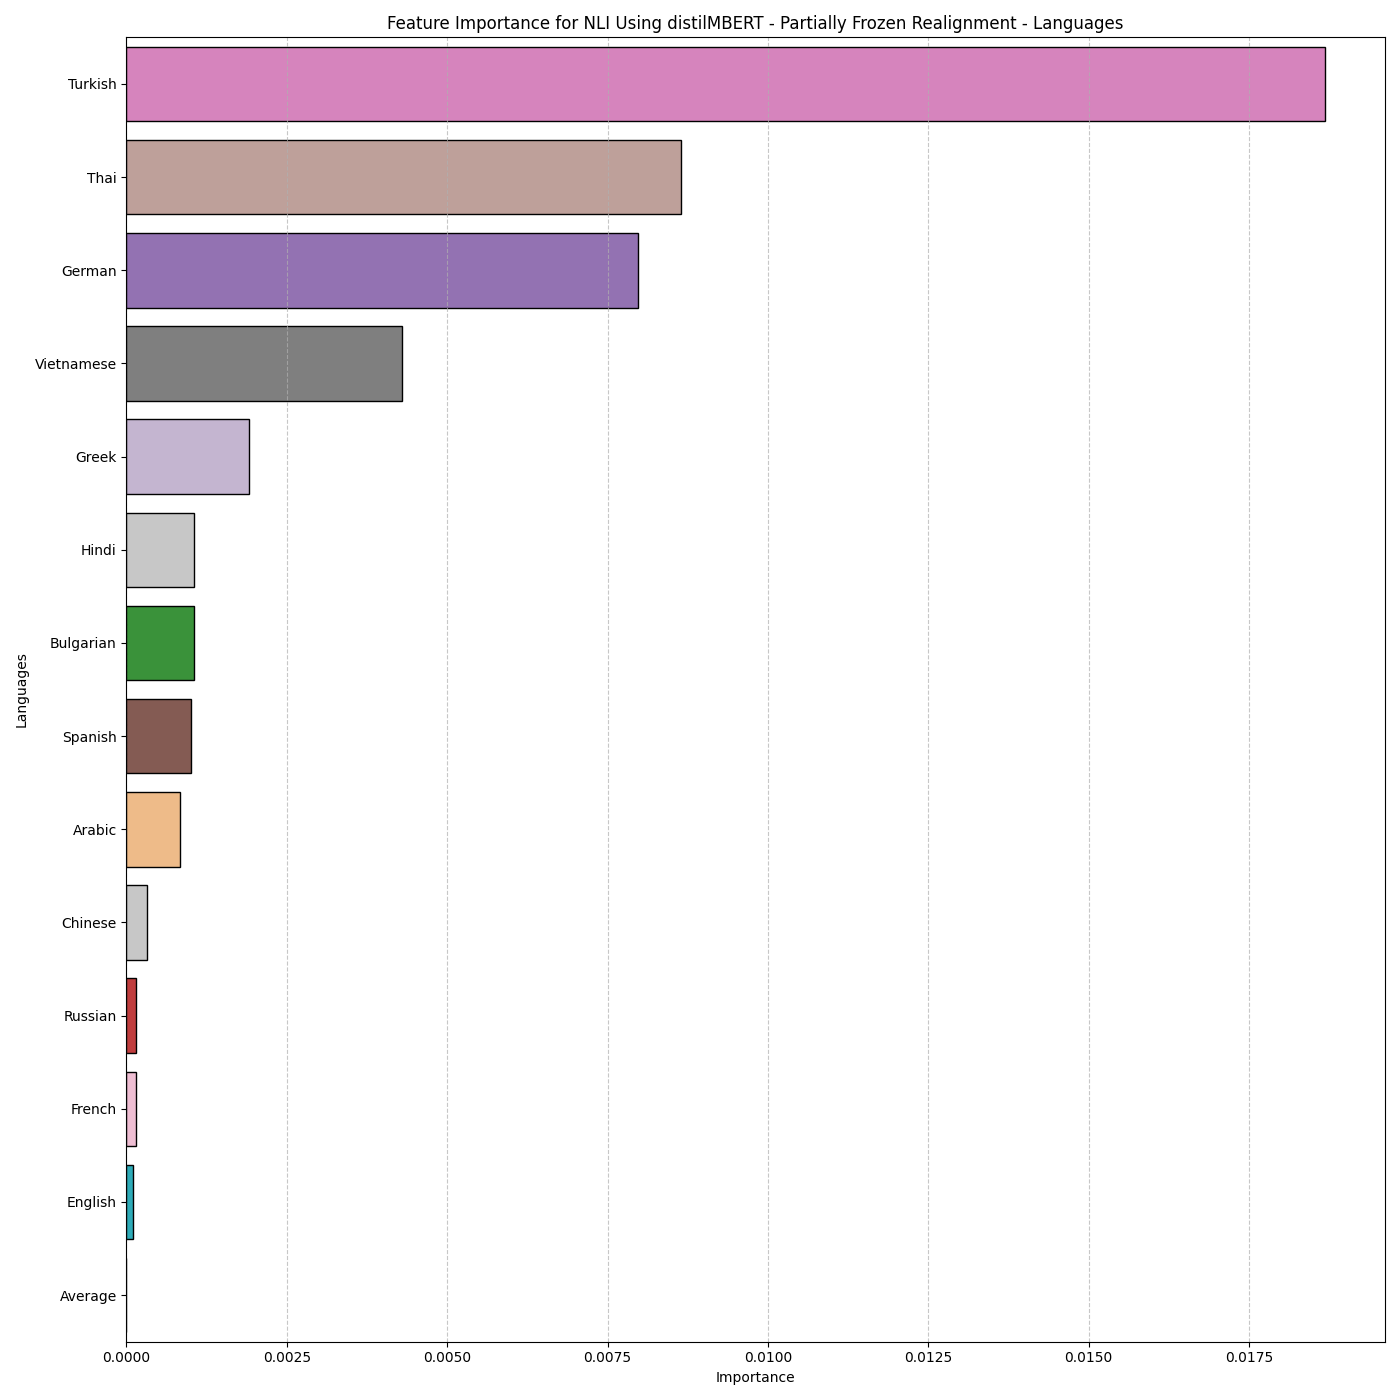 Feature Importance for NLI Using distilMBERT - Partially Frozen Realignment - Languages
Turkish
Thai
German
Vietnamese
Greek
Hindi
Bulgarian
Spanish
Arabic
Chinese
Russian
French
English
Average
Languages
0.0000 0.0025 0.0050 0.0075 0.0100 0.0125 0.0150 0.0175
Importance